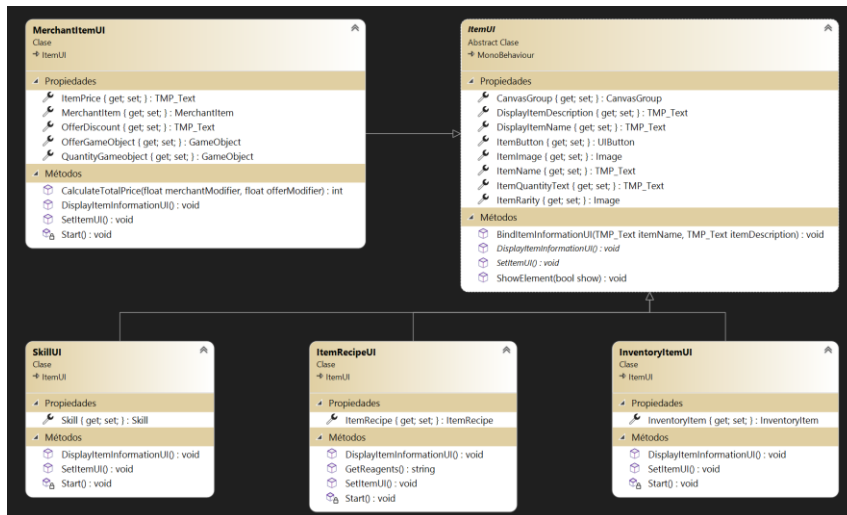 MerchantItemUI
Clase
ItemUI
Propiedades
ItemPrice { get; set; } : TMP_Text
MerchantItem { get; set; } : MerchantItem
OfferDiscount { get; set; } : TMP_Text
OfferGameObject { get; set; } : GameObject
QuantityGameobject { get; set; } : GameObject
Métodos
CalculateTotalPrice(float merchantModifier, float offerModifier) : int
DisplayItemInformationUI() : void
SetItemUI() : void
Start() : void
ItemUI
Abstract Clase
MonoBehaviour
Propiedades
CanvasGroup { get; set; } : CanvasGroup
DisplayItemDescription { get; set; } : TMP_Text
DisplayItemName { get; set; } : TMP_Text
ItemButton { get; set; } : UIButton
ItemImage { get; set; } : Image
ItemName { get; set; } : TMP_Text
ItemQuantityText { get; set; } : TMP_Text
ItemRarity { get; set; } : Image
Métodos
BindItemInformationUI(TMP_Text itemName, TMP_Text itemDescription) : void
DisplayItemInformationUI() : void
SetItemUI() : void
ShowElement(bool show) : void
SkillUI
Clase
ItemUI
Propiedades
Skill { get; set; } : Skill
Métodos
DisplayItemInformationUI() : void
SetItemUI() : void
Start() : void
ItemRecipeUI
Clase
ItemUI
Propiedades
ItemRecipe { get; set; } : ItemRecipe
Métodos
DisplayItemInformationUI() : void
GetReagents() : string
SetItemUI() : void
Start() : void
InventoryItemUI
Clase
ItemUI
Propiedades
InventoryItem { get; set; } : InventoryItem
Métodos
DisplayItemInformationUI() : void
SetItemUI() : void
Start() : void